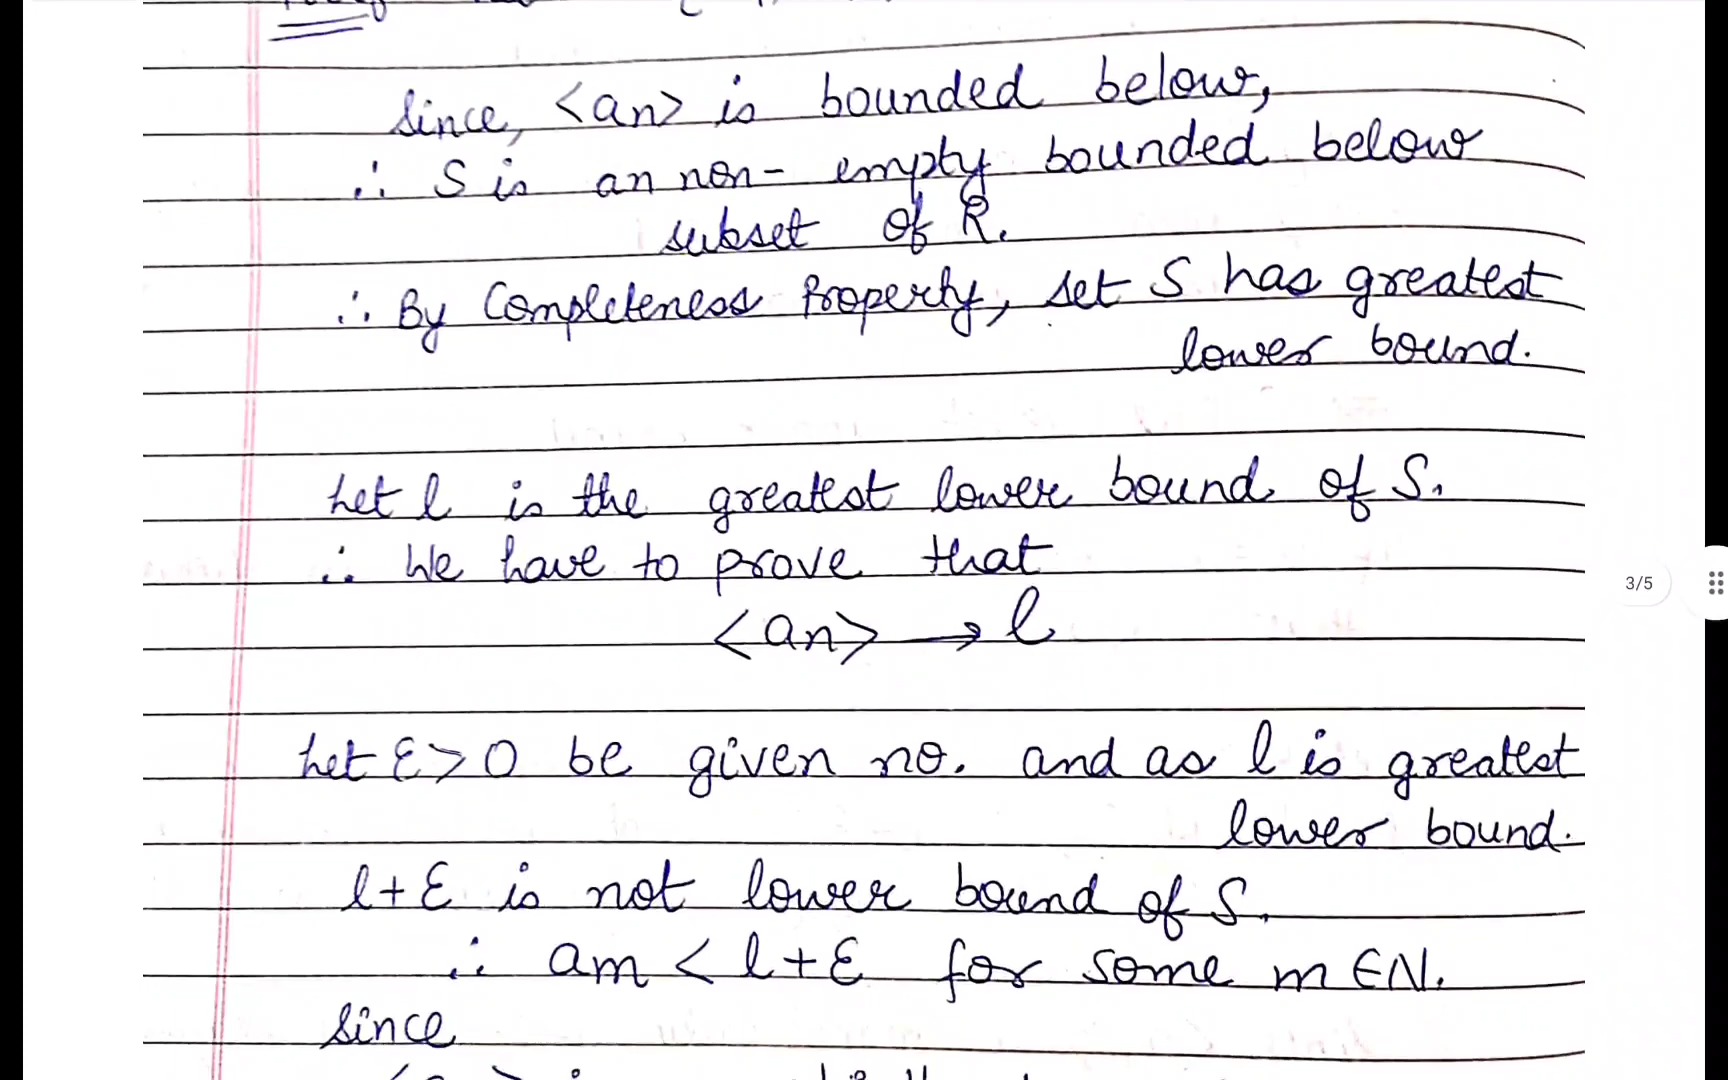 Since, <an> is bounded below,
∴ S is an non- empty bounded below
subset of R.
∴ By Completeness Property, set S has greatest
lower bound.
Let l is the greatest lower bound of S.
∴ We have to prove that
<an> → l
Let ε > 0 be given no. and as l is greatest
lower bound.
l + ε is not lower bound of S.
∴ am < l + ε for some m ∈ N.
Since
3/5